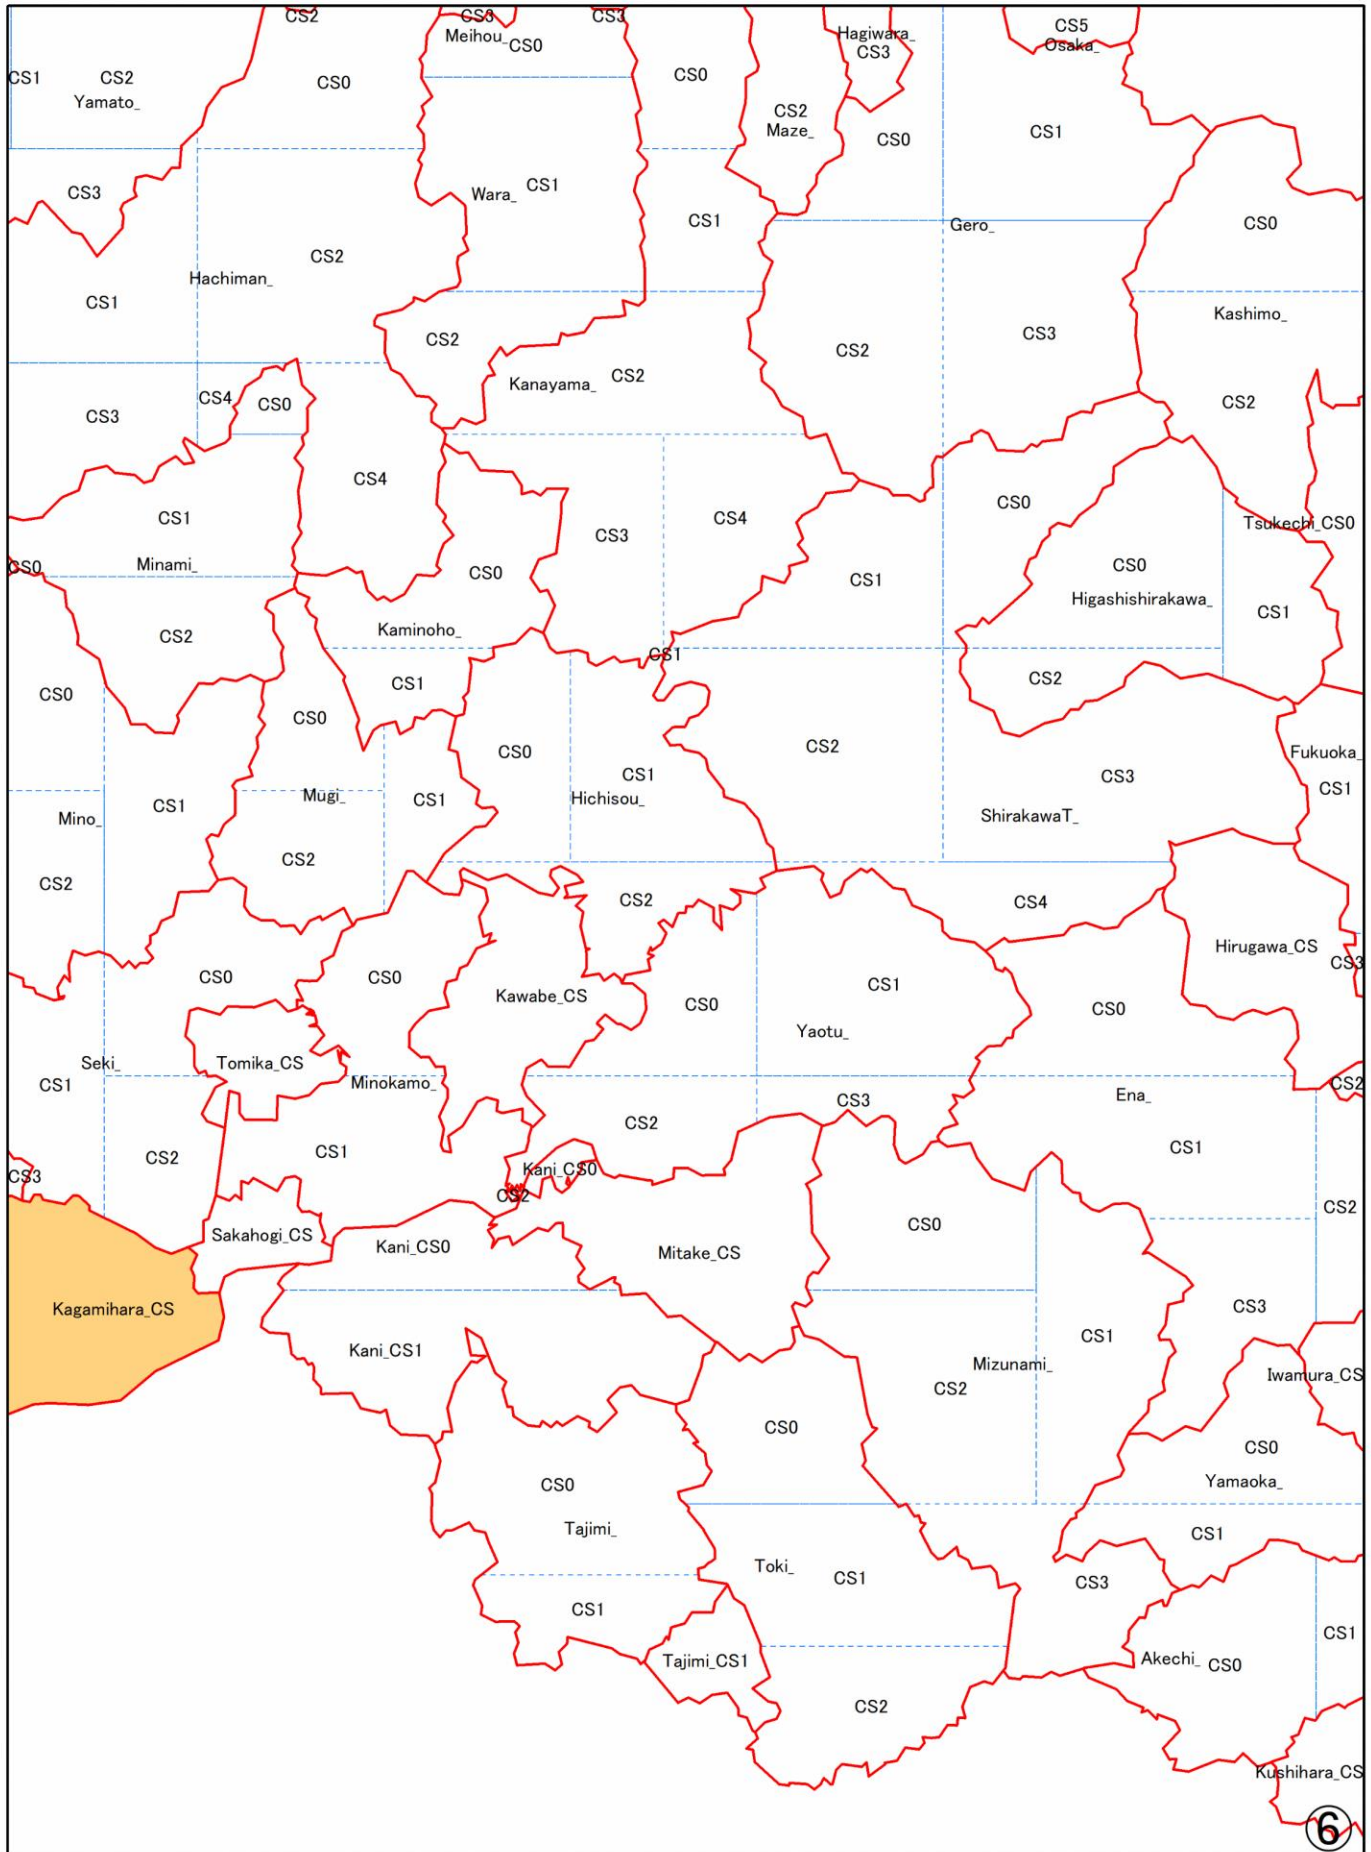 CS2
CS3
CS3
Meihou_
CS0
Hagiwara_
CS3
CS5
Osaka_
CS1
CS2
Yamato_
CS0
CS0
CS2
Maze_
CS0
CS1
CS3
Wara_
CS1
CS1
Gero_
CS0
Hachiman_
CS2
CS1
Kashimo_
CS2
CS2
CS3
Kanayama_
CS2
CS3
CS4
CS0
CS2
CS4
CS1
CS3
CS4
CS0
Tsukechi_CS0
CS0
Minami_
CS0
CS1
CS0
Higashishirakawa_
CS1
CS2
Kaminoho_
CS1
CS0
CS1
CS2
CS0
CS0
CS1
CS2
CS3
Fukuoka_
CS1
Mino_
CS1
Mugi_
CS1
Hichisou_
ShirakawaT_
CS2
CS2
CS2
CS4
CS0
CS0
Kawabe_CS
CS0
CS1
Hirugawa_CS
CS3
CS0
Yaotu_
Seki_
CS1
Tomika_CS
Minokamo_
CS3
Ena_
CS2
CS2
CS1
CS2
CS1
CS3
CS2
Kani_CS0
CS2
Sakahogi_CS
Kani_CS0
Mitake_CS
CS0
CS2
Kagamihara_CS
CS3
Kani_CS1
CS1
Mizunami_
CS2
Iwamura_CS
CS0
CS0
CS0
Yamaoka_
Tajimi_
CS1
Toki_
CS1
CS3
CS1
Tajimi_CS1
Akechi_
CS0
CS1
CS2
Kushihara_CS
⑥